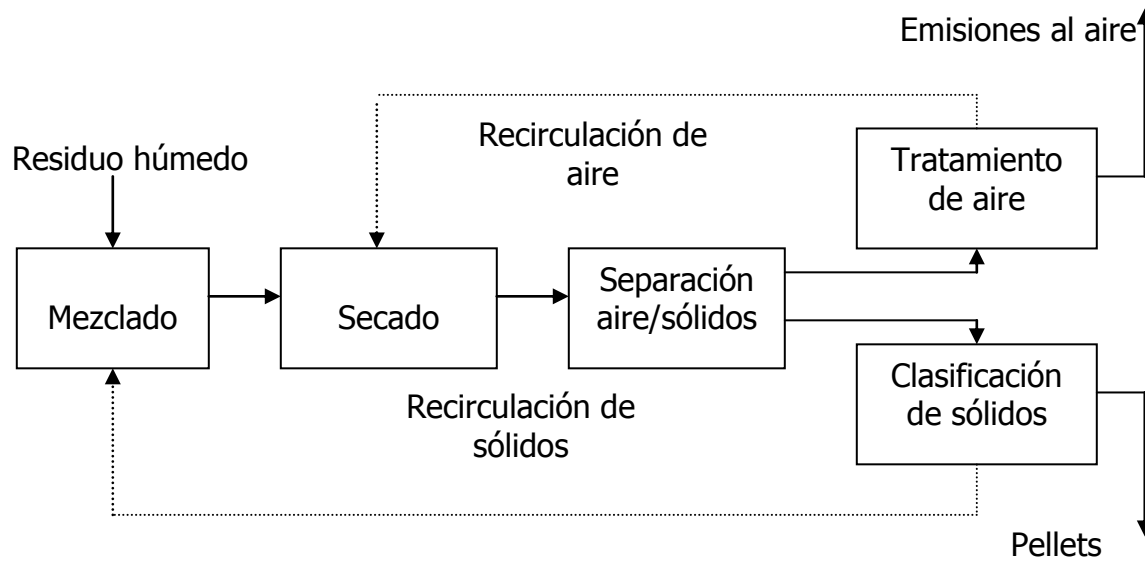 Emisiones al aire
Recirculación de
aire
Residuo húmedo
Tratamiento
de aire
Mezclado
Secado
Separación
aire/sólidos
Recirculación de
sólidos
Clasificación
de sólidos
Pellets